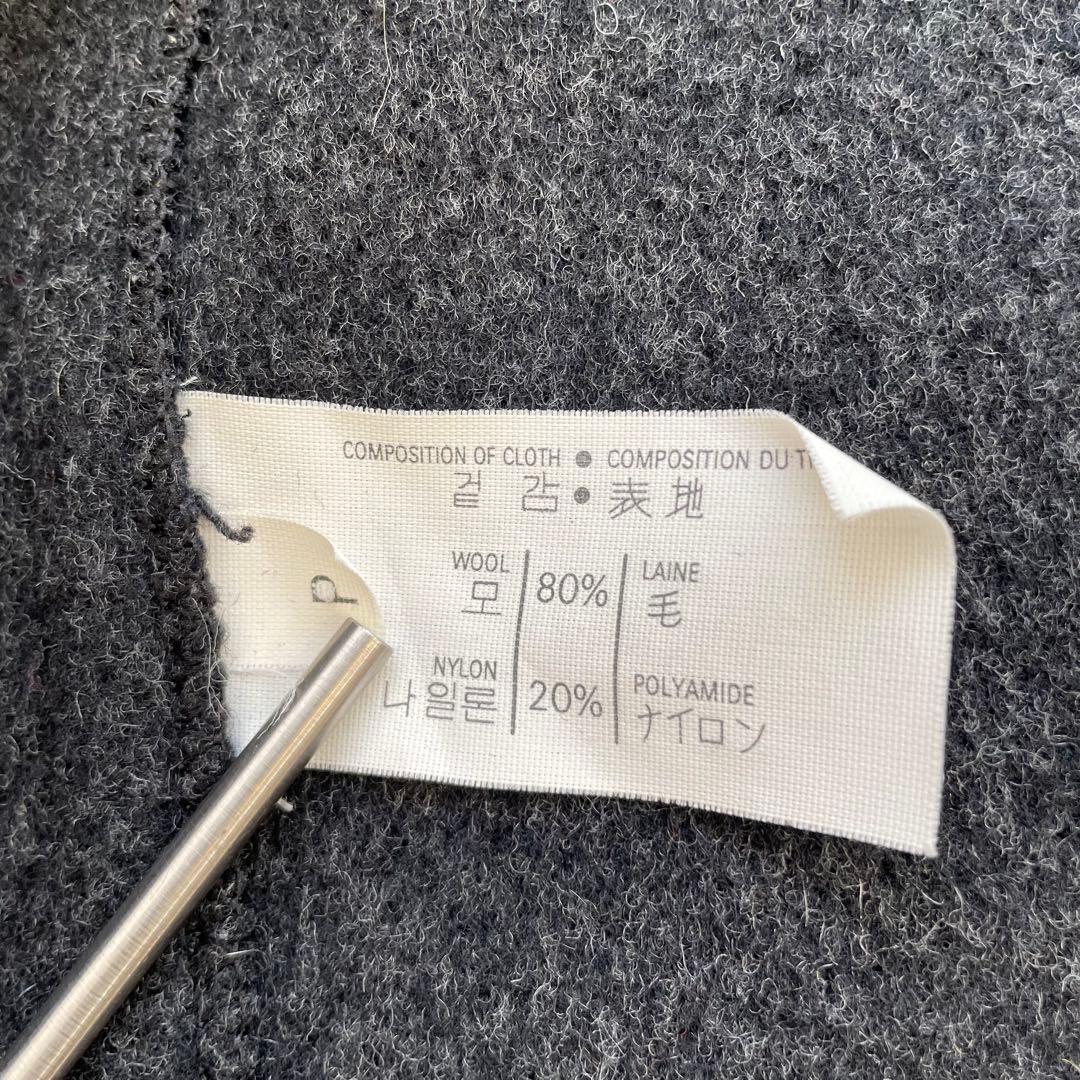 COMPOSITION OF CLOTH ● COMPOSITION DU
겉 감 ● 表地
WOOL 80% LAINE
모 毛
NYLON 20% POLYAMIDE
나일론 ナイロン
P